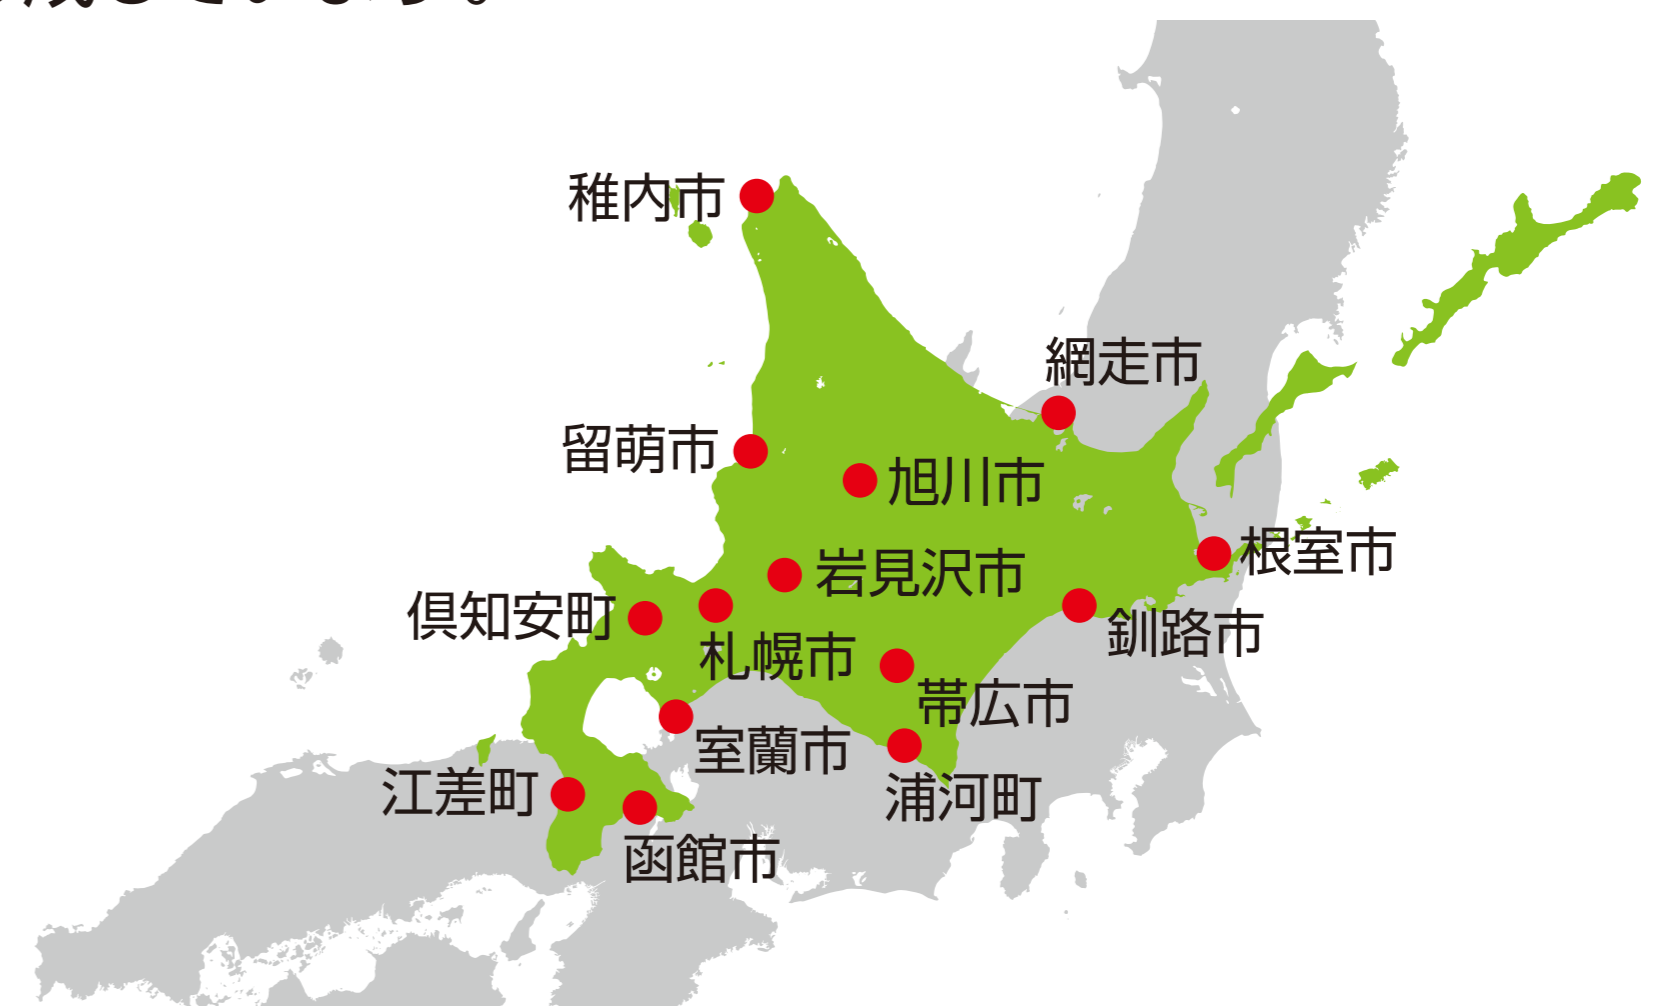 稚内市
網走市
留萌市
旭川市
根室市
岩見沢市
倶知安町
釧路市
札幌市
帯広市
室蘭市
江差町
浦河町
函館市